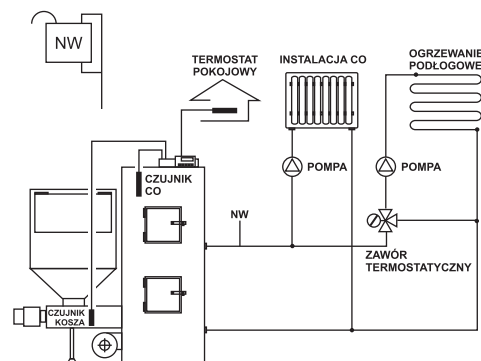 NW
TERMOSTAT
POKOJOWY
INSTALACJA CO
OGRZEWANIE
PODŁOGOWE
CZUJNIK
CO
POMPA
POMPA
NW
ZAWÓR
TERMOSTATYCZNY
CZUJNIK
KOSZA